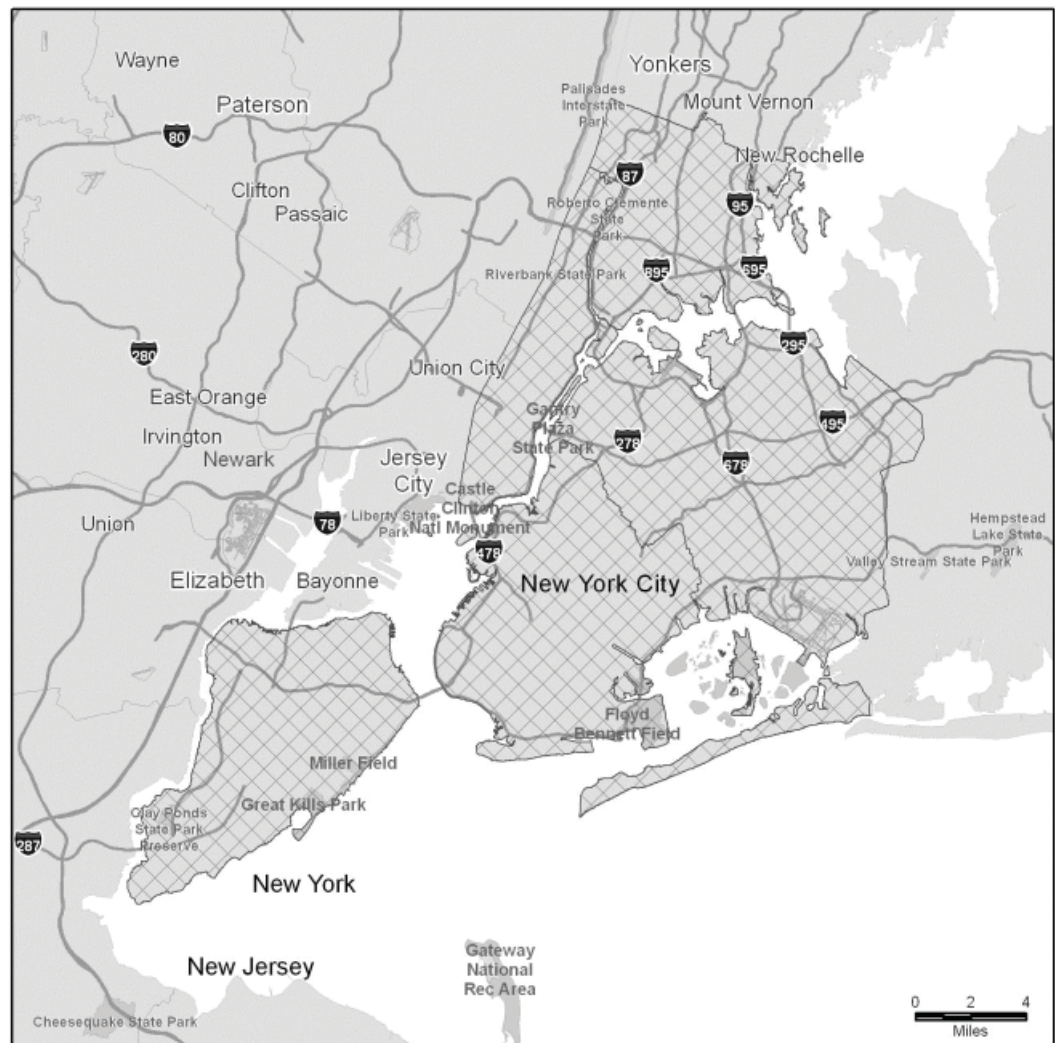 Wayne
Yonkers
Palisades
Interstate
Park
Paterson
Mount Vernon
80
New Rochelle
87
Clifton
Passaic
95
Roberto Clemente
State
Park
Riverbank State Park
895
695
280
295
Union City
East Orange
Gantry
Plaza
State Park
495
Irvington
278
Newark
678
Jersey
City
Castle
Clinton
Natl Monument
Union
78
Liberty State
Park
Hempstead
Lake State
Park
478
Valley Stream State Park
Elizabeth
Bayonne
New York City
Floyd
Bennett Field
Miller Field
Great Kills Park
Clay Ponds
State Park
Preserve
287
New York
New Jersey
Gateway
National
Rec Area
Cheesequake State Park
0 2 4
Miles